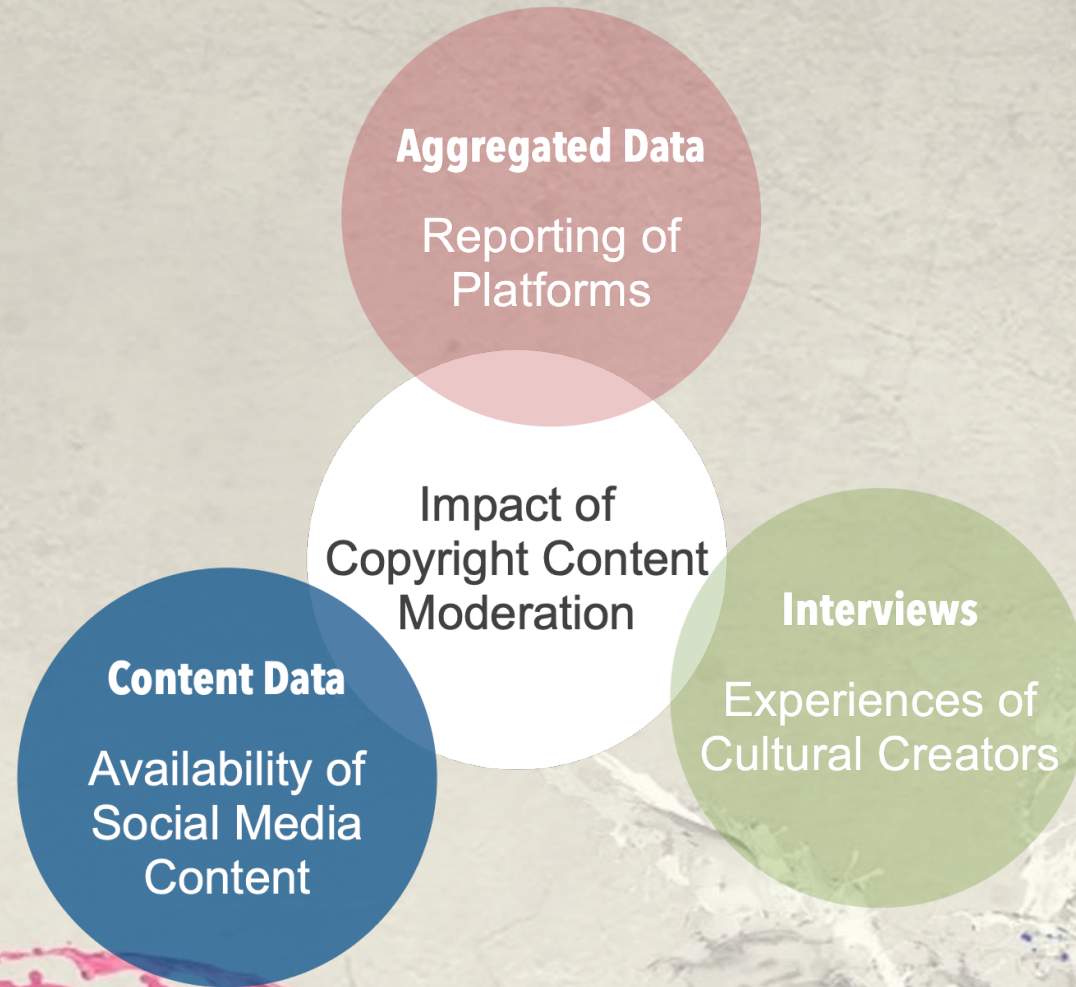 Aggregated Data
Reporting of
Platforms
Impact of
Copyright Content
Moderation
Interviews
Experiences of
Cultural Creators
Content Data
Availability of
Social Media
Content